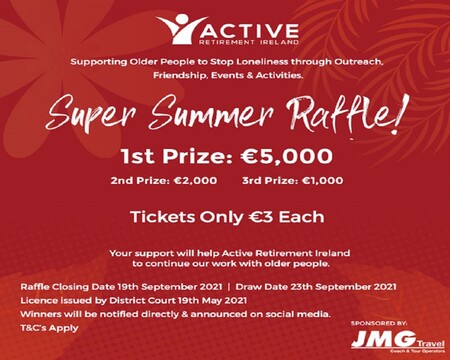 ACTIVE
RETIREMENT IRELAND
Supporting Older People to Stop Loneliness through Outreach,
Friendship, Events & Activities.
Super Summer Raffle!
1st Prize: €5,000
2nd Prize: €2,000 3rd Prize: €1,000
Tickets Only €3 Each
Your support will help Active Retirement Ireland
to continue our work with older people.
Raffle Closing Date 19th September 2021 | Draw Date 23th September 2021
Licence issued by District Court 19th May 2021
Winners will be notified directly & announced on social media.
T&C's Apply
SPONSORED BY:
JMG Travel
Coach & Tour Operators